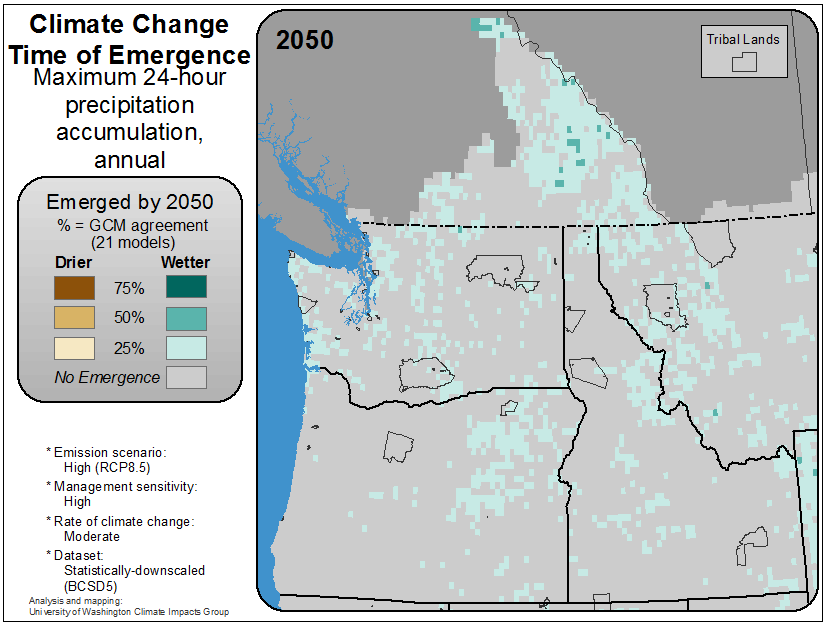 Climate Change
Time of Emergence
Maximum 24-hour
precipitation
accumulation,
annual
Emerged by 2050
% = GCM agreement
(21 models)
Drier Wetter
75%
50%
25%
No Emergence
* Emission scenario:
High (RCP8.5)
* Management sensitivity:
High
* Rate of climate change:
Moderate
* Dataset:
Statistically-downscaled
(BCSD5)
Analysis and mapping:
University of Washington Climate Impacts Group
2050
Tribal Lands